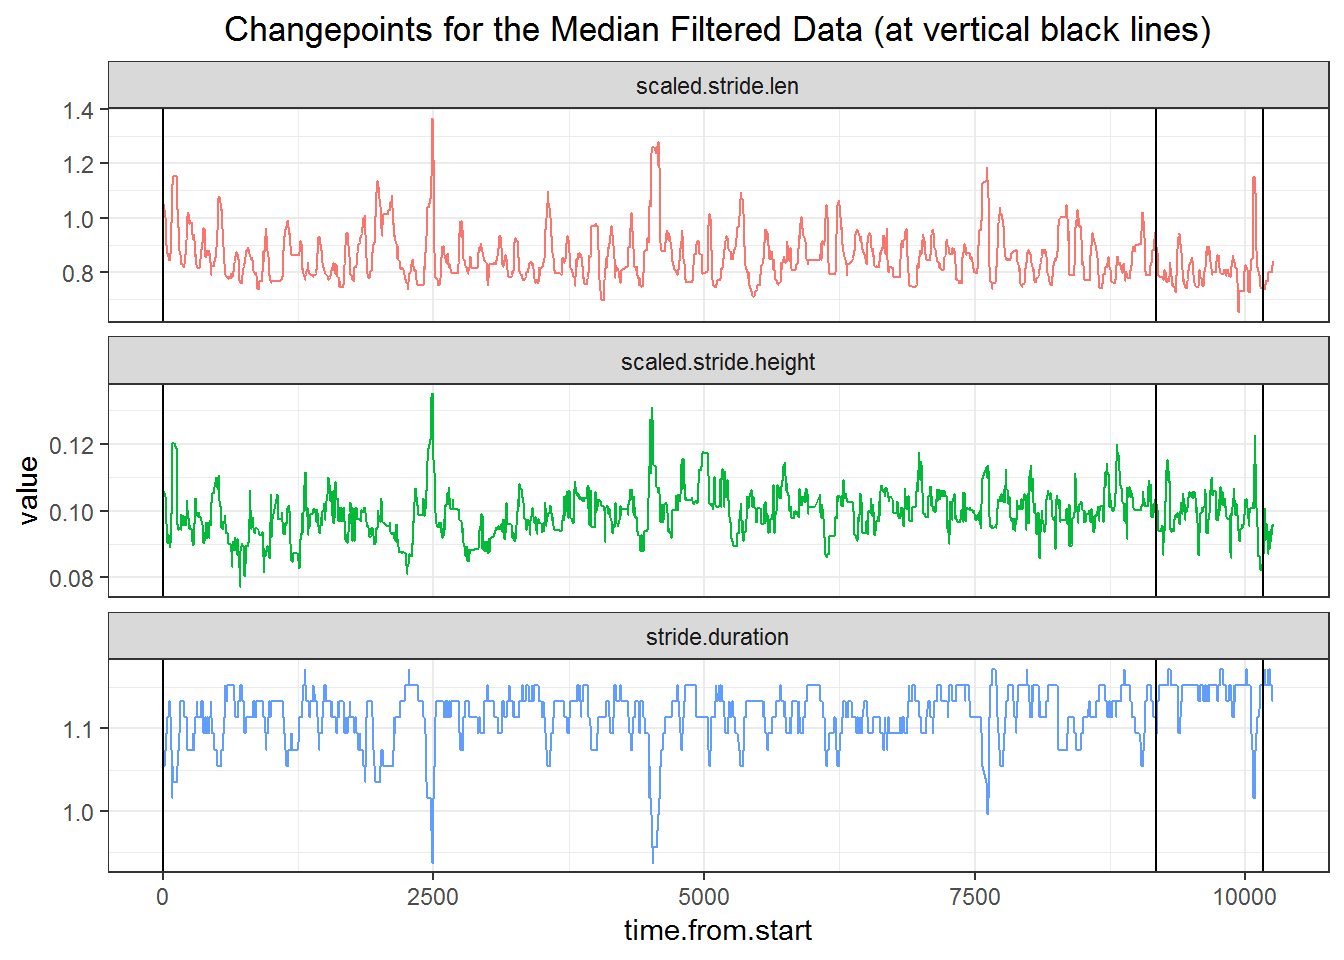 Changepoints for the Median Filtered Data (at vertical black lines)
scaled.stride.len
1.4
1.2
1.0
0.8
scaled.stride.height
0.12
0.10
0.08
value
stride.duration
1.1
1.0
0
2500
5000
7500
10000
time.from.start